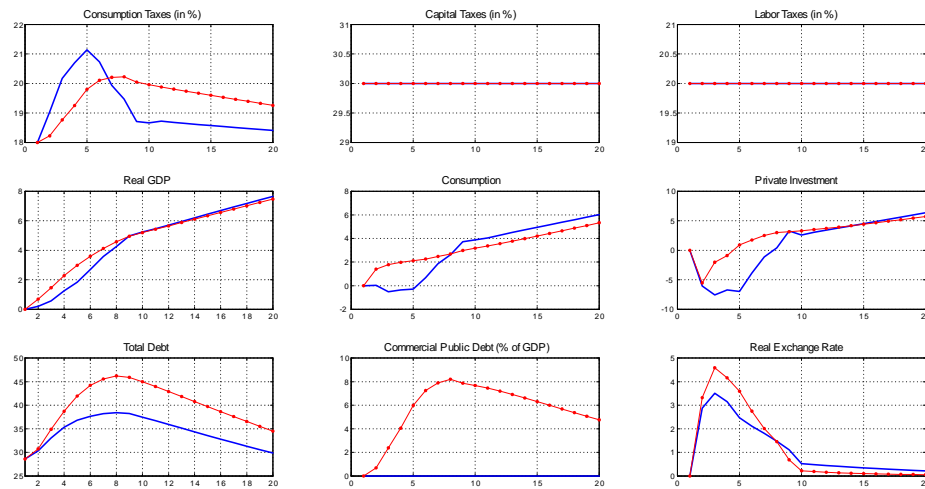 Consumption Taxes (in %)
22
21
20
19
18
0 5 10 15 20
Capital Taxes (in %)
31
30.5
30
29.5
29
0 5 10 15 20
Labor Taxes (in %)
21
20.5
20
19.5
19
0 5 10 15 20
Real GDP
8
6
4
2
0
2 4 6 8 10 12 14 16 18 20
Consumption
8
6
4
2
0
-2
0 5 10 15 20
Private Investment
10
5
0
-5
-10
0 5 10 15 20
Total Debt
50
45
40
35
30
25
2 4 6 8 10 12 14 16 18 20
Commercial Public Debt (% of GDP)
10
8
6
4
2
0
0 5 10 15 20
Real Exchange Rate
5
4
3
2
1
0
0 5 10 15 20